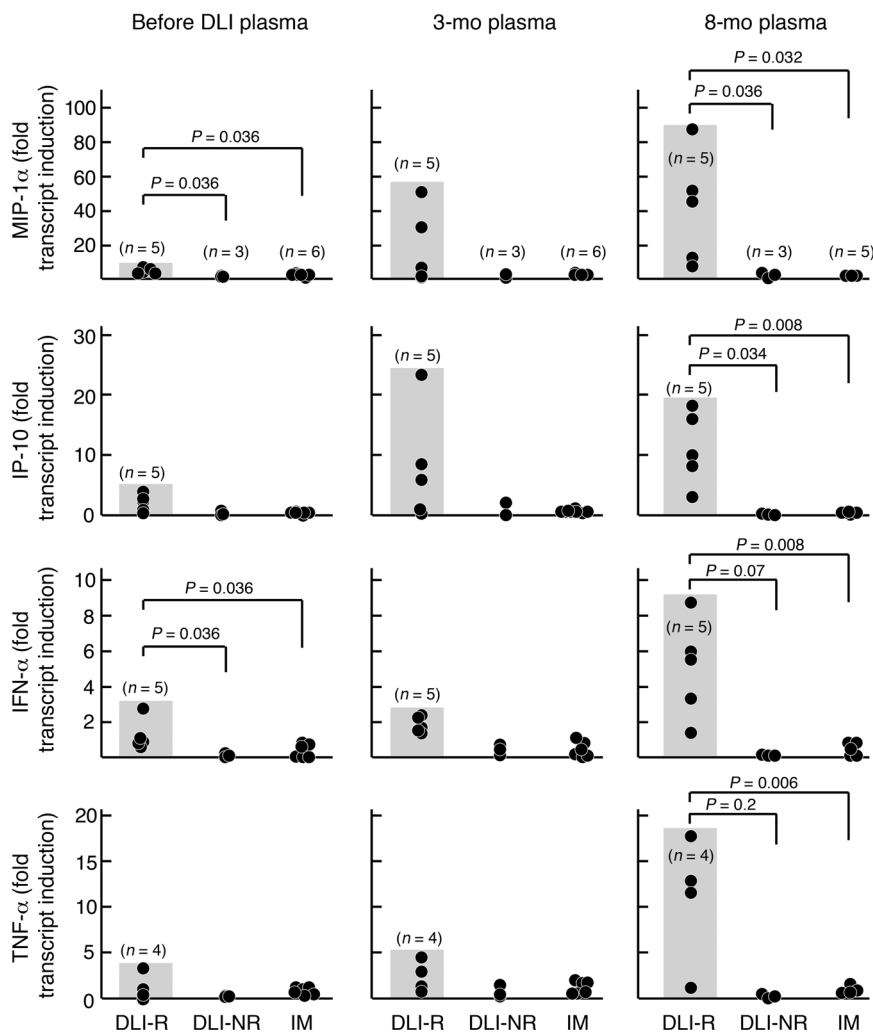 Before DLI plasma 3-mo plasma 8-mo plasma
MIP-1α (fold
transcript induction)
100
80
60
40
20
P = 0.036
P = 0.036
(n = 5) (n = 3) (n = 6)
(n = 5)
(n = 3) (n = 6)
P = 0.032
P = 0.036
(n = 5)
(n = 3) (n = 5)
IP-10 (fold
transcript induction)
30
20
10
0
(n = 5)
(n = 5)
P = 0.008
P = 0.034
(n = 5)
IFN-α (fold
transcript induction)
10
8
6
4
2
P = 0.036
P = 0.036
(n = 5)
(n = 5)
P = 0.008
P = 0.07
(n = 5)
TNF-α (fold
transcript induction)
20
15
10
5
0
(n = 4)
(n = 4)
P = 0.006
P = 0.2
(n = 4)
DLI-R DLI-NR IM DLI-R DLI-NR IM DLI-R DLI-NR IM